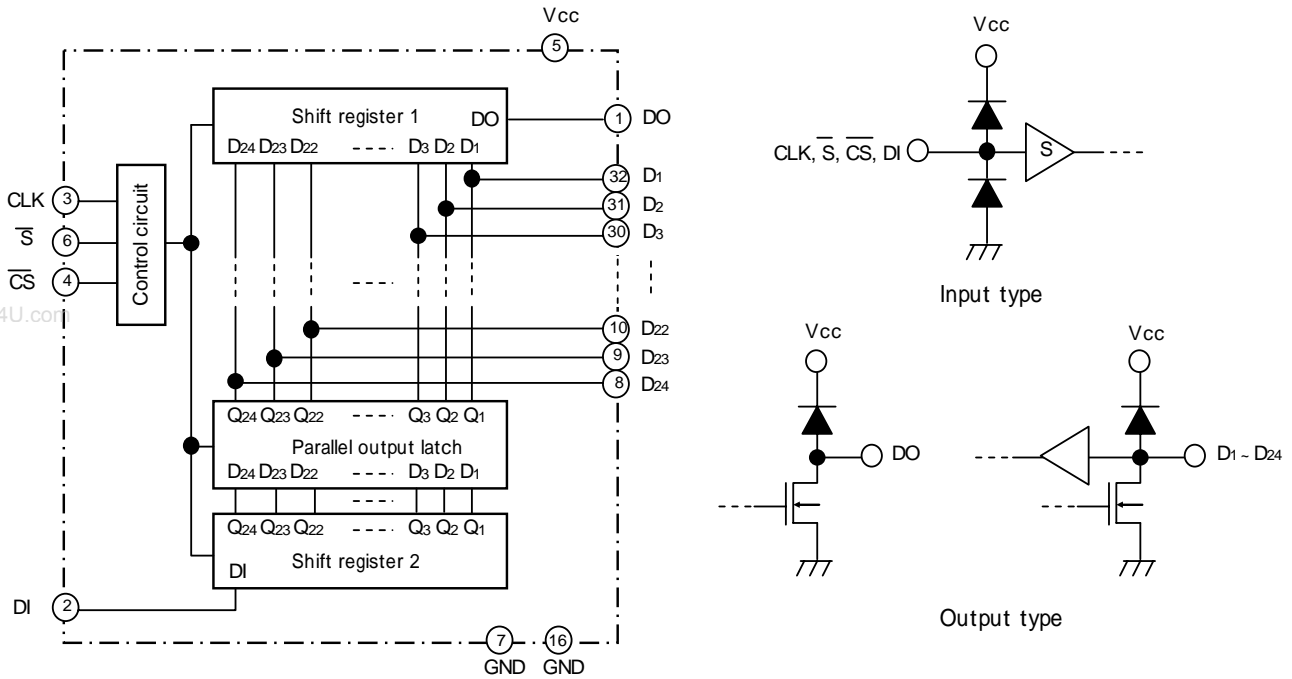 Vcc
5
Shift register 1
DO
D24 D23 D22 ---- D3 D2 D1
1 DO
32 D1
31 D2
30 D3
CLK 3
S̅ 6
C̅S̅ 4
Control circuit
4U.com
10 D22
9 D23
8 D24
Q24 Q23 Q22 ---- Q3 Q2 Q1
Parallel output latch
D24 D23 D22 ---- D3 D2 D1
Q24 Q23 Q22 ---- Q3 Q2 Q1
Shift register 2
DI
DI 2
7 16
GND GND
Vcc
CLK, S̅, C̅S̅, DI
S
Input type
Vcc
DO
Vcc
D1 ~ D24
Output type